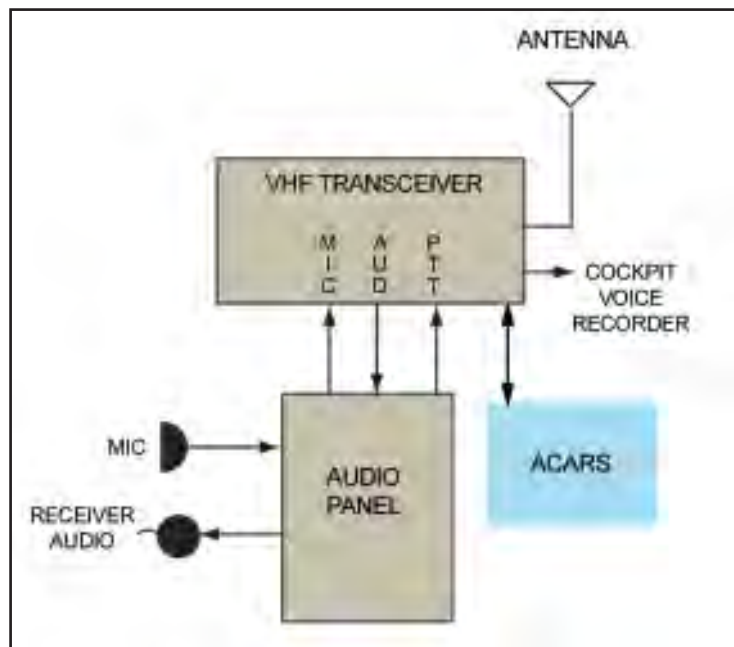 ANTENNA
VHF TRANSCEIVER
MIC
AUD
PTT
COCKPIT
VOICE
RECORDER
MIC
AUDIO
PANEL
ACARS
RECEIVER
AUDIO